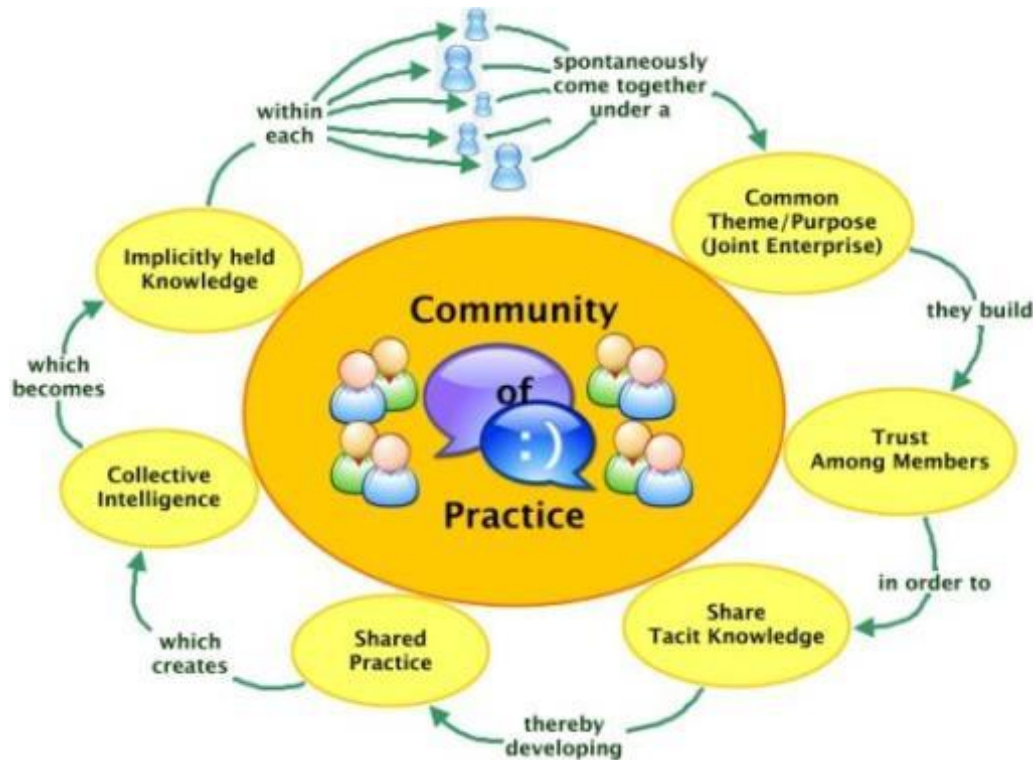 within
each
spontaneously
come together
under a
Common
Theme/Purpose
(Joint Enterprise)
they build
Trust
Among Members
in order to
Share
Tacit Knowledge
thereby
developing
Shared
Practice
which
creates
Collective
Intelligence
which
becomes
Implicitly held
Knowledge
Community
of
:)
Practice